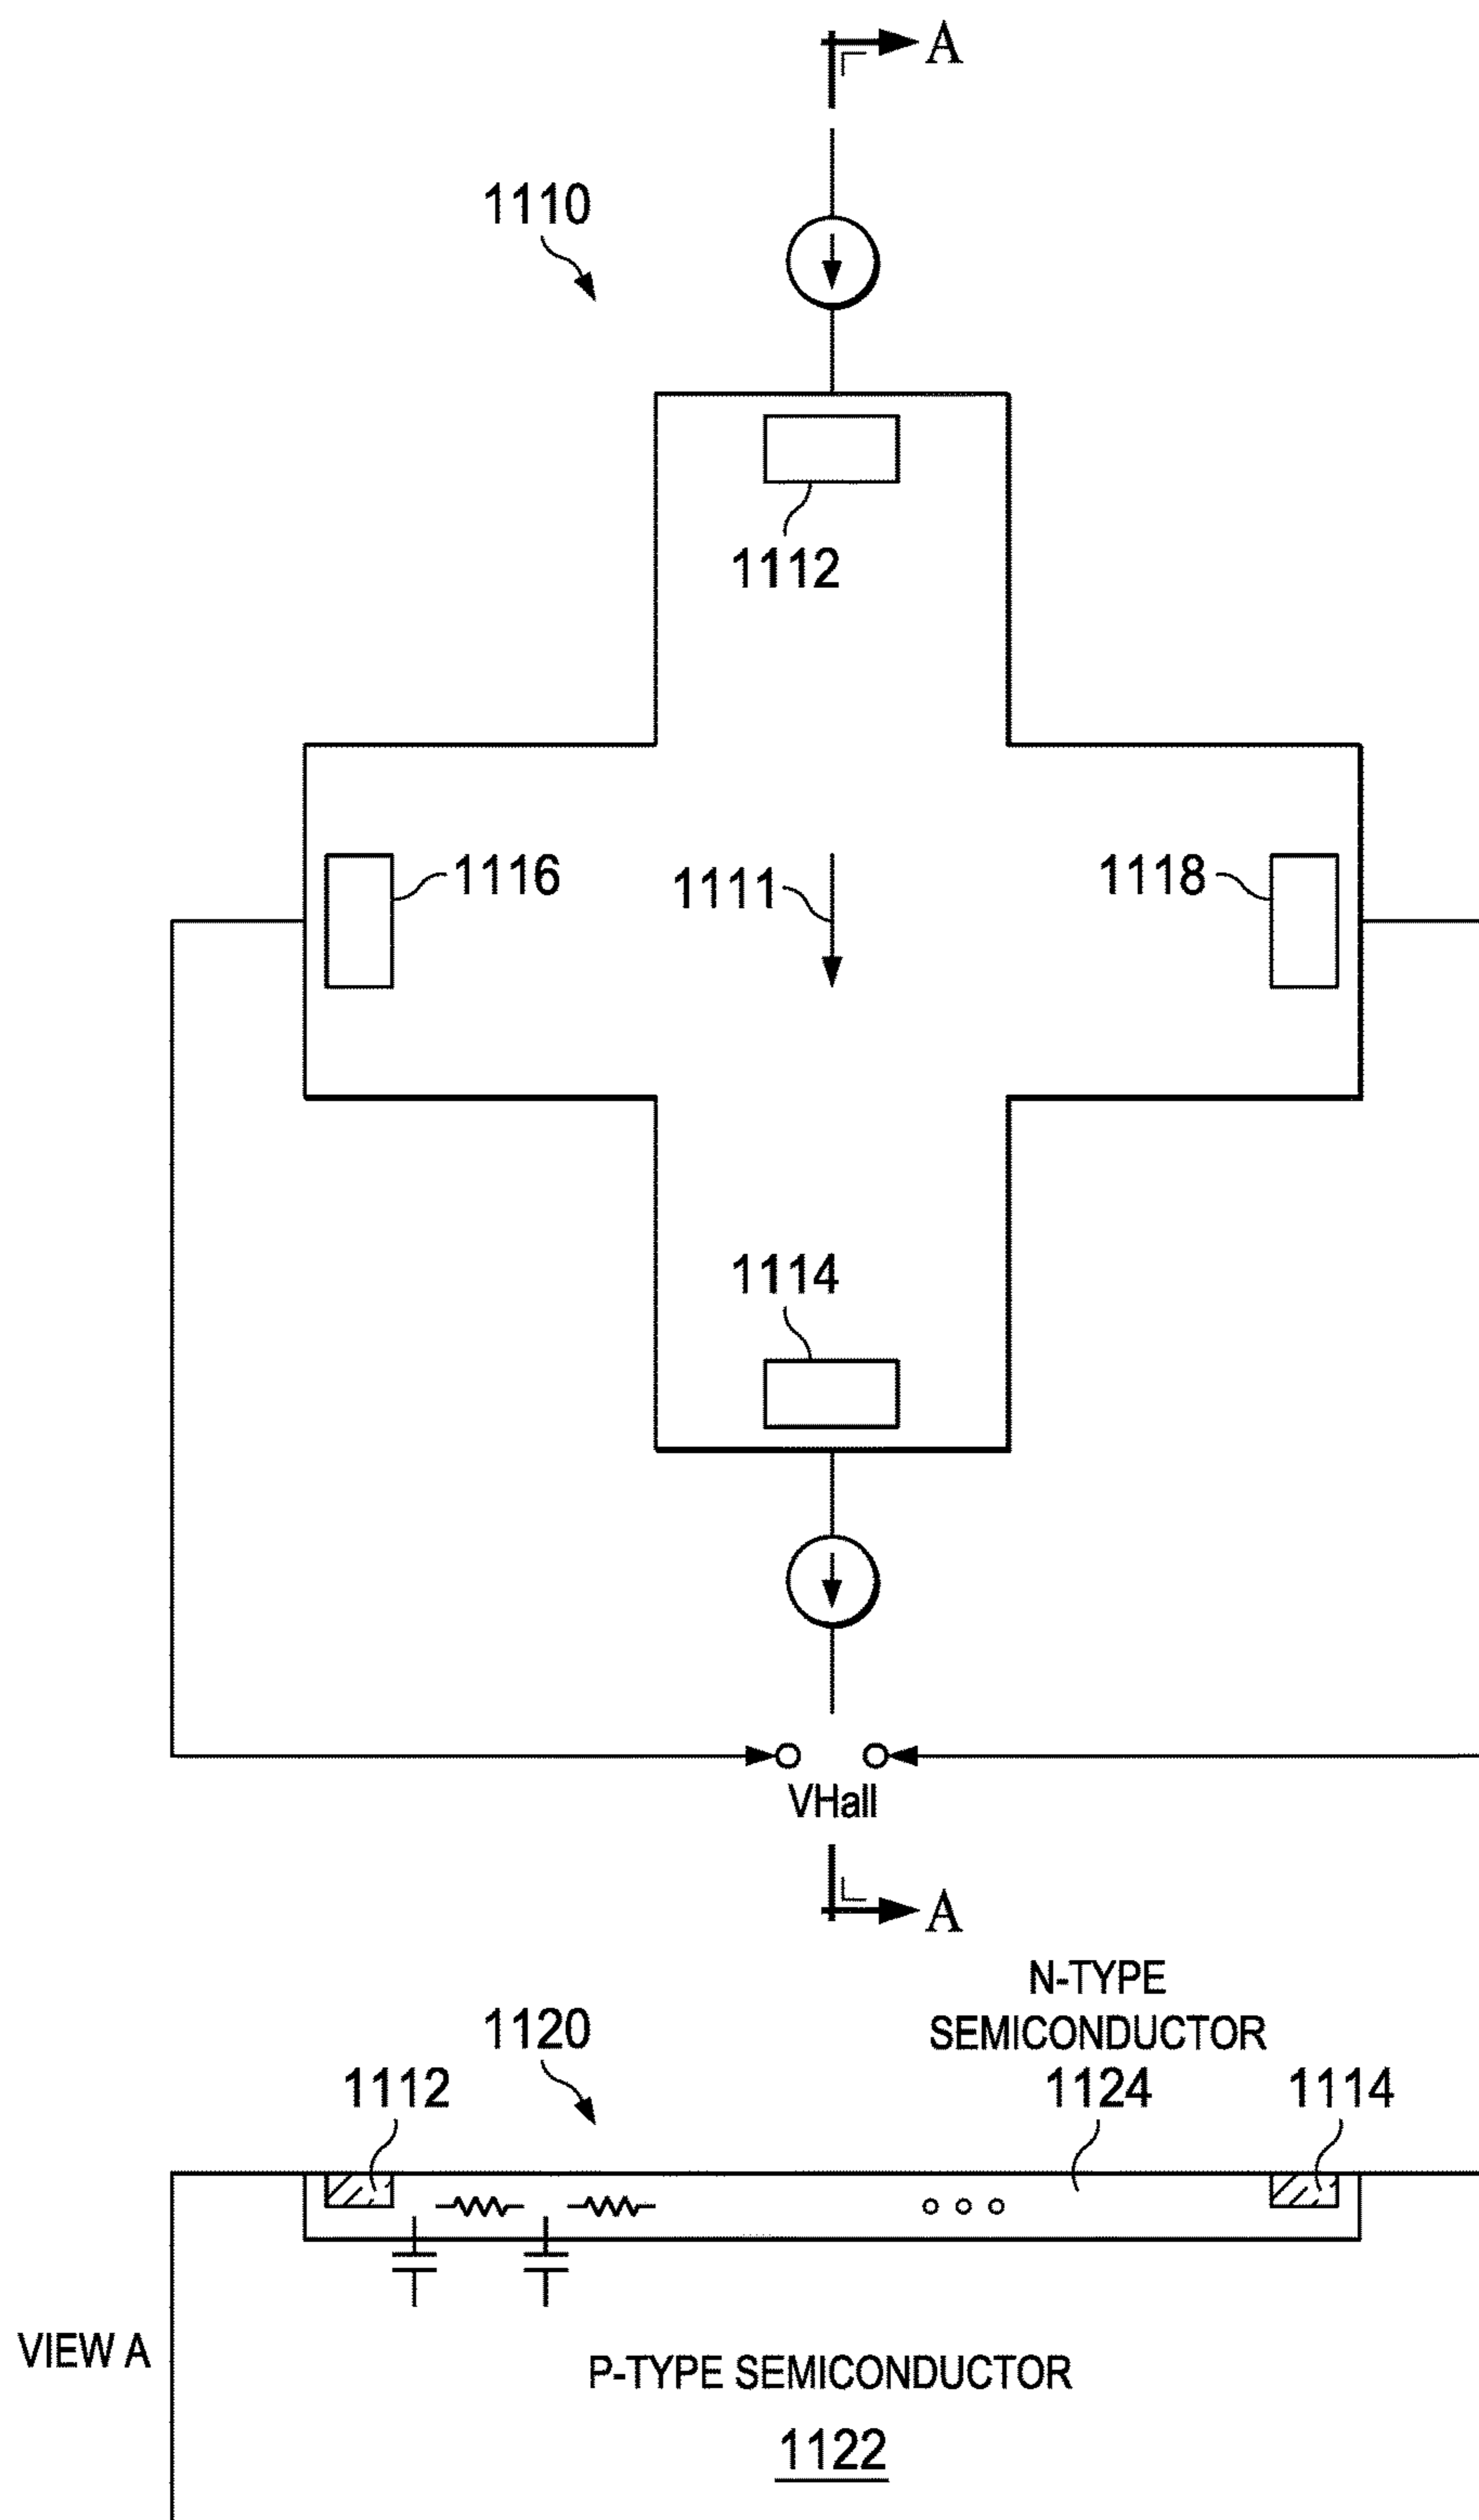 A
1110
1112
1116
1111
1118
1114
VHall
A
N-TYPE
SEMICONDUCTOR
1120
1112
1124
1114
VIEW A
P-TYPE SEMICONDUCTOR
1122